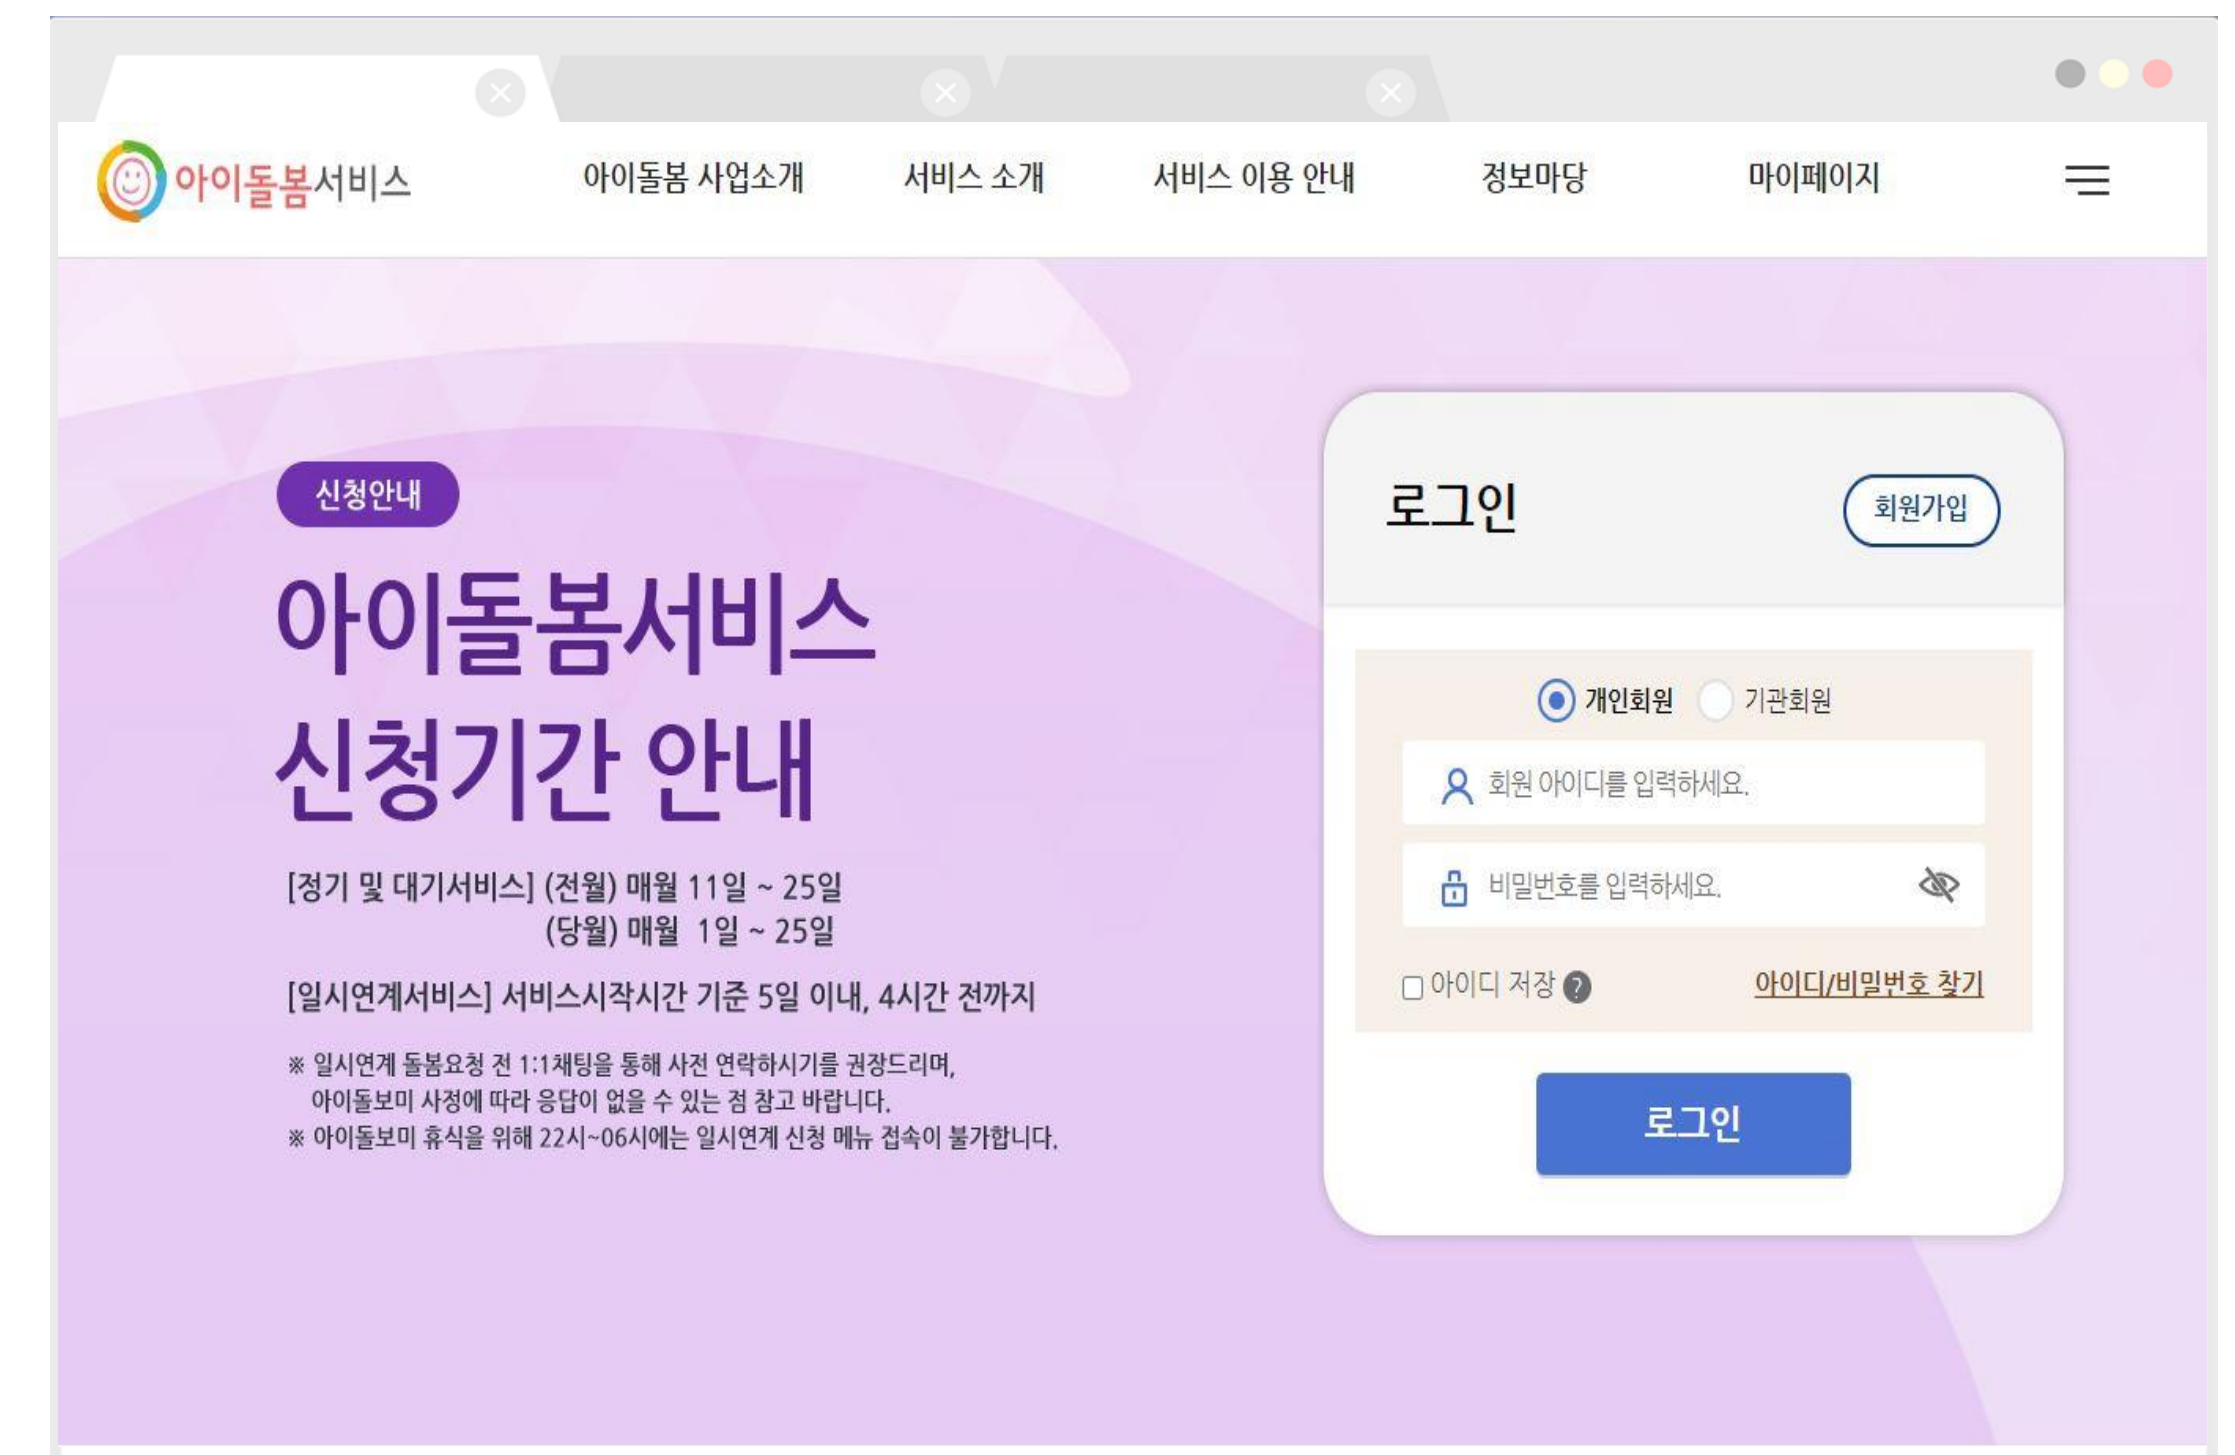 아이돌봄서비스
아이돌봄 사업소개
서비스 소개
서비스 이용 안내
정보마당
마이페이지
신청안내
아이돌봄서비스
신청기간 안내
[정기 및 대기서비스] (전월) 매월 11일 ~ 25일
(당월) 매월 1일 ~ 25일
[일시연계서비스] 서비스시작시간 기준 5일 이내, 4시간 전까지
※ 일시연계 돌봄요청 전 1:1채팅을 통해 사전 연락하시기를 권장드리며,
아이돌보미 사정에 따라 응답이 없을 수 있는 점 참고 바랍니다.
※ 아이돌보미 휴식을 위해 22시~06시에는 일시연계 신청 메뉴 접속이 불가합니다.
로그인
회원가입
개인회원 기관회원
회원 아이디를 입력하세요.
비밀번호를 입력하세요.
아이디 저장 ?
아이디/비밀번호 찾기
로그인